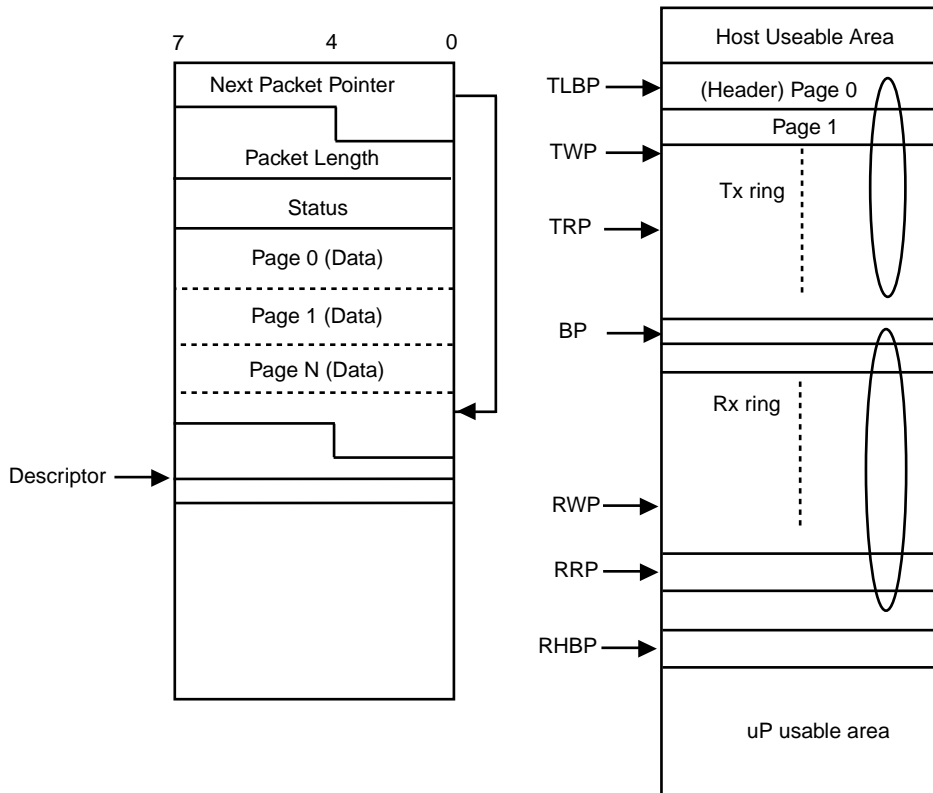 7 4 0
Next Packet Pointer
Packet Length
Status
Page 0 (Data)
Page 1 (Data)
Page N (Data)
Descriptor
Host Useable Area
TLBP
(Header) Page 0
Page 1
TWP
Tx ring
TRP
BP
Rx ring
RWP
RRP
RHBP
uP usable area